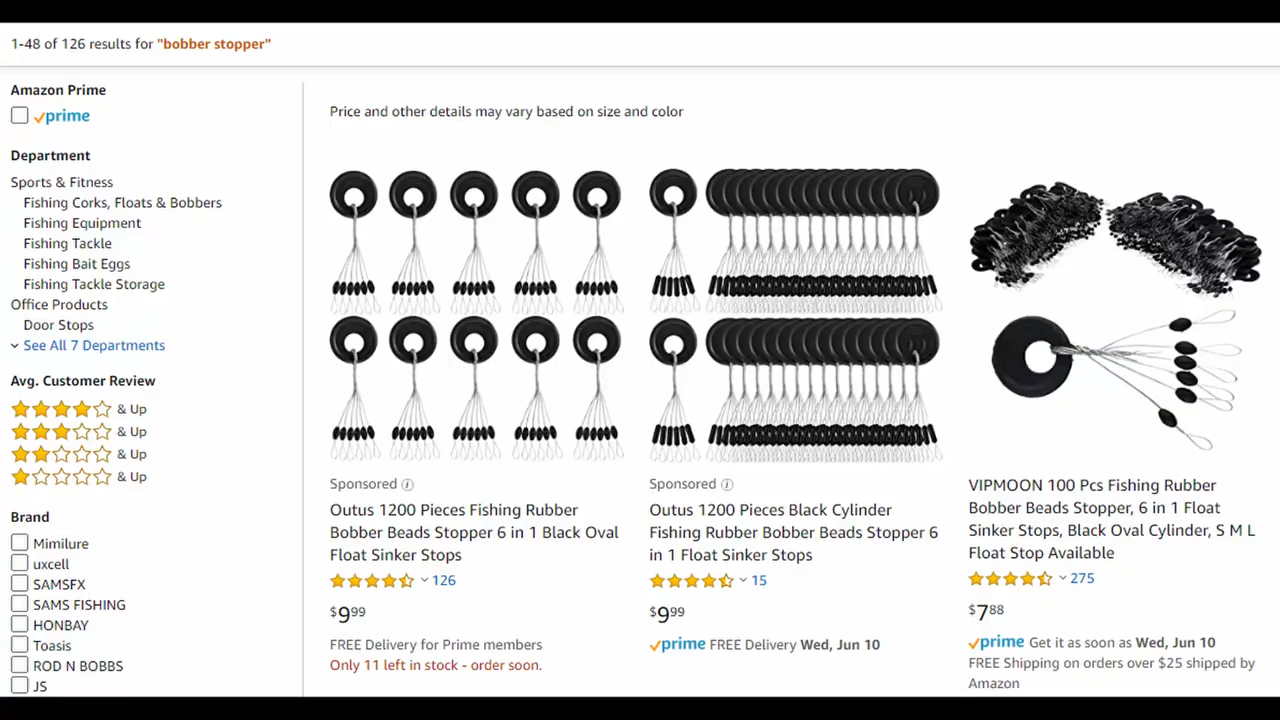 1-48 of 126 results for "bobber stopper"
Amazon Prime
prime
Department
Sports & Fitness
Fishing Corks, Floats & Bobbers
Fishing Equipment
Fishing Tackle
Fishing Bait Eggs
Fishing Tackle Storage
Office Products
Door Stops
See All 7 Departments
Avg. Customer Review
& Up
& Up
& Up
& Up
Brand
Mimilure
uxcell
SAMSFX
SAMS FISHING
HONBAY
Toasis
ROD N BOBBS
JS
Price and other details may vary based on size and color
Sponsored
Outus 1200 Pieces Fishing Rubber
Bobber Beads Stopper 6 in 1 Black Oval
Float Sinker Stops
126
$9.99
FREE Delivery for Prime members
Only 11 left in stock - order soon.
Sponsored
Outus 1200 Pieces Black Cylinder
Fishing Rubber Bobber Beads Stopper 6
in 1 Float Sinker Stops
15
$9.99
prime FREE Delivery Wed, Jun 10
VIPMOON 100 Pcs Fishing Rubber
Bobber Beads Stopper, 6 in 1 Float
Sinker Stops, Black Oval Cylinder, S M L
Float Stop Available
275
$7.88
prime Get it as soon as Wed, Jun 10
FREE Shipping on orders over $25 shipped by
Amazon